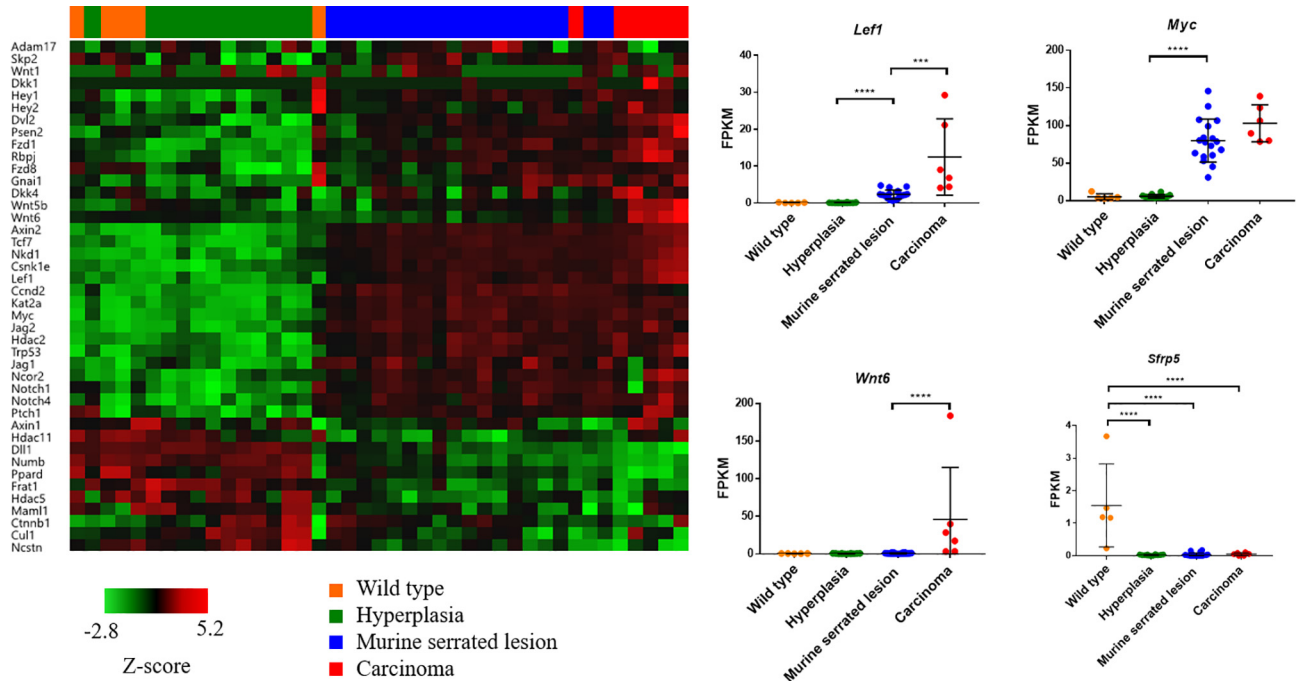 Adam17
Skp2
Wnt1
Dkk1
Hey1
Hey2
Dvl2
Psen2
Fzd1
Rbpj
Fzd8
Gnai1
Dkk4
Wnt5b
Wnt6
Axin2
Tcf7
Nkd1
Csnk1e
Lef1
Ccnd2
Kat2a
Myc
Jag2
Hdac2
Trp53
Jag1
Ncor2
Notch1
Notch4
Ptch1
Axin1
Hdac11
Dll1
Numb
Ppard
Frat1
Hdac5
Maml1
Ctnnb1
Cul1
Ncstn
-2.8 5.2
Z-score
Wild type
Hyperplasia
Murine serrated lesion
Carcinoma
Lef1
***
****
FPKM
40
30
20
10
0
Wild type
Hyperplasia
Murine serrated lesion
Carcinoma
Myc
****
FPKM
200
150
100
50
0
Wild type
Hyperplasia
Murine serrated lesion
Carcinoma
Wnt6
****
FPKM
200
150
100
50
0
Wild type
Hyperplasia
Murine serrated lesion
Carcinoma
Sfrp5
****
****
****
FPKM
4
3
2
1
0
Wild type
Hyperplasia
Murine serrated lesion
Carcinoma